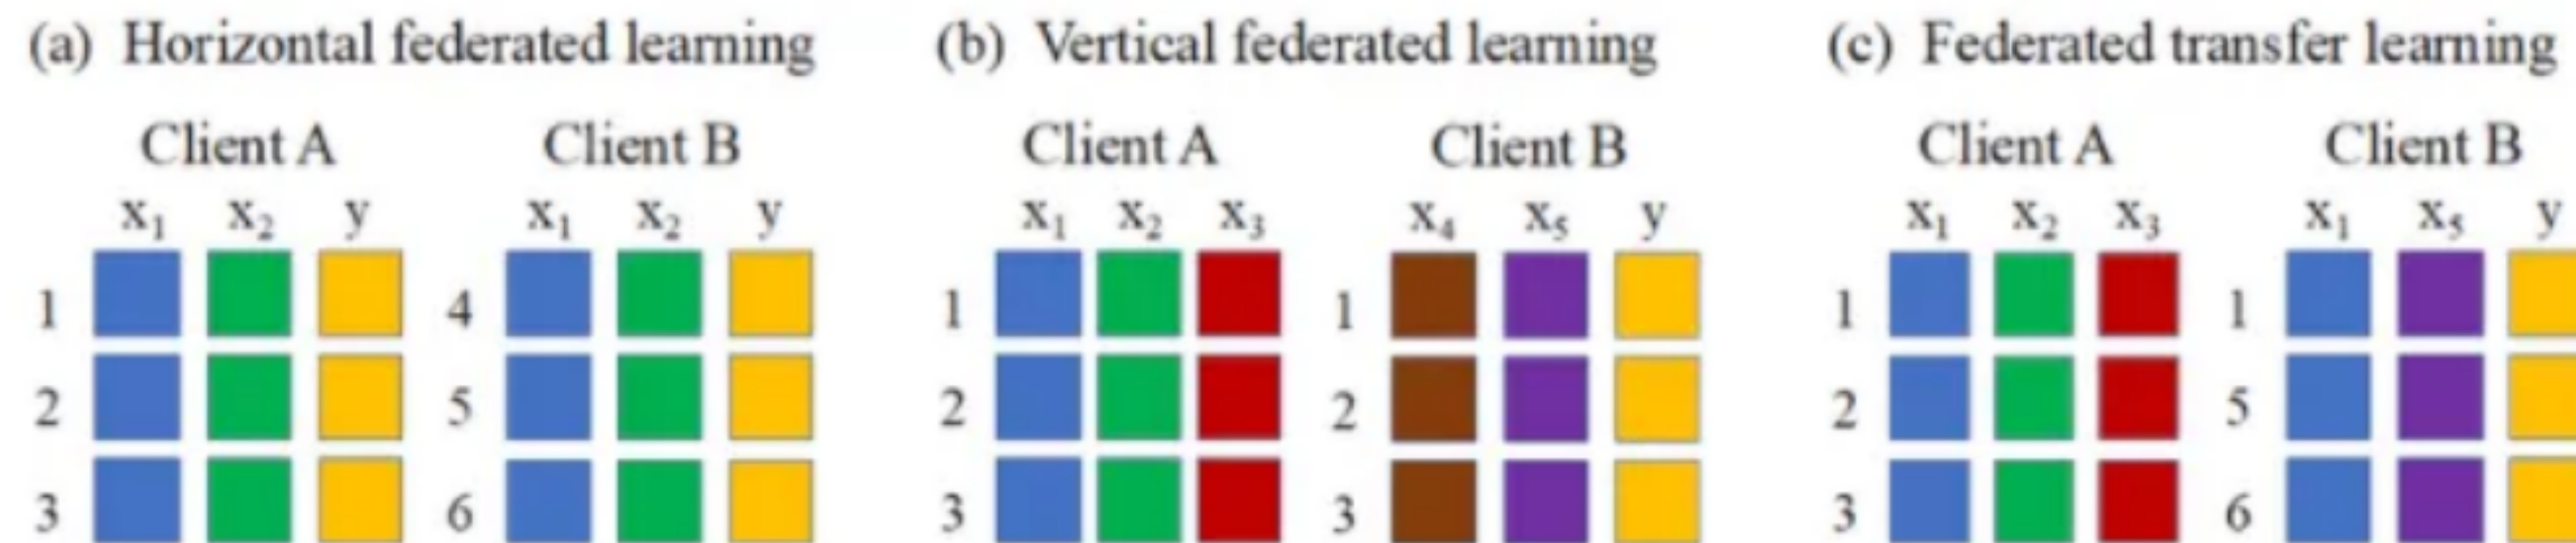 (a) Horizontal federated learning (b) Vertical federated learning (c) Federated transfer learning
Client A Client B Client A Client B Client A Client B
x₁ x₂ y x₁ x₂ y x₁ x₂ x₃ x₄ x₅ y x₁ x₂ x₃ x₁ x₅ y
1 4 1 1 1 1
2 5 2 2 2 5
3 6 3 3 3 6